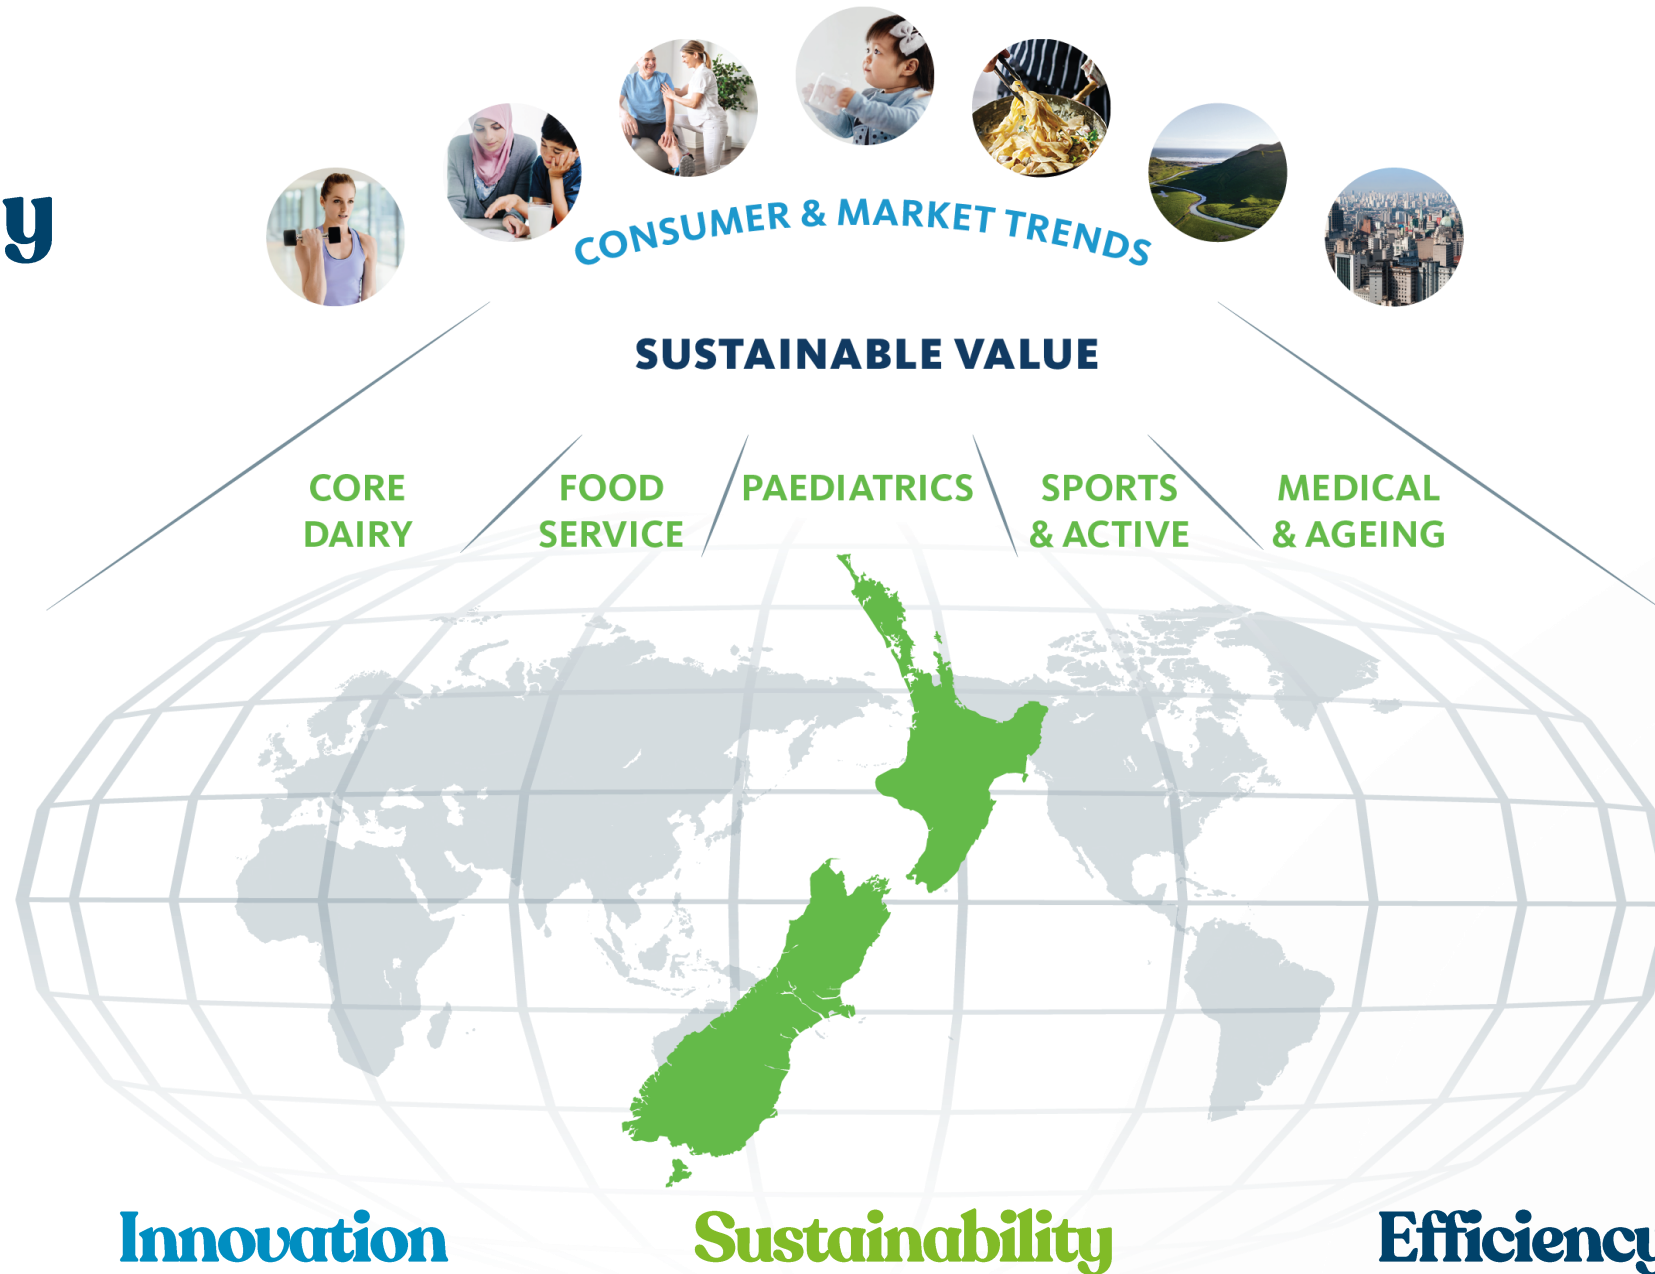 y
CONSUMER & MARKET TRENDS
SUSTAINABLE VALUE
CORE
DAIRY
FOOD
SERVICE
PAEDIATRICS
SPORTS
& ACTIVE
MEDICAL
& AGEING
Innovation
Sustainability
Efficiency